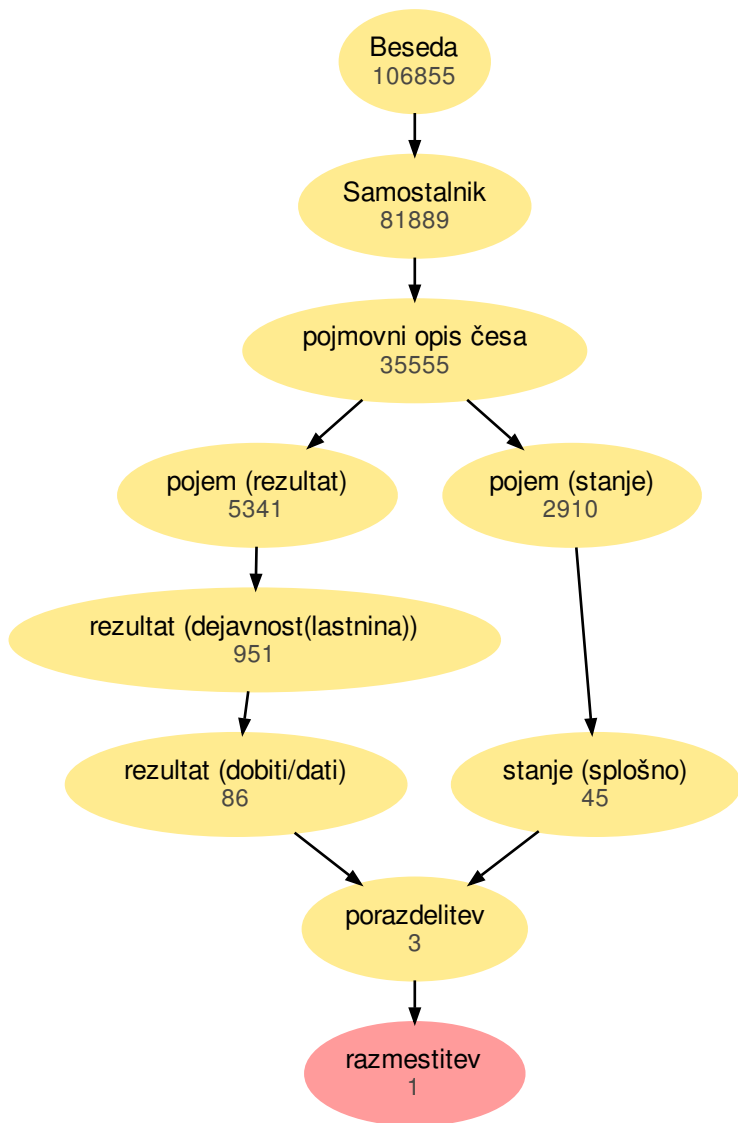 Beseda
106855
Samostalnik
81889
pojmovni opis česa
35555
pojem (rezultat)
5341
pojem (stanje)
2910
rezultat (dejavnost(lastnina))
951
rezultat (dobiti/dati)
86
stanje (splošno)
45
porazdelitev
3
razmestitev
1